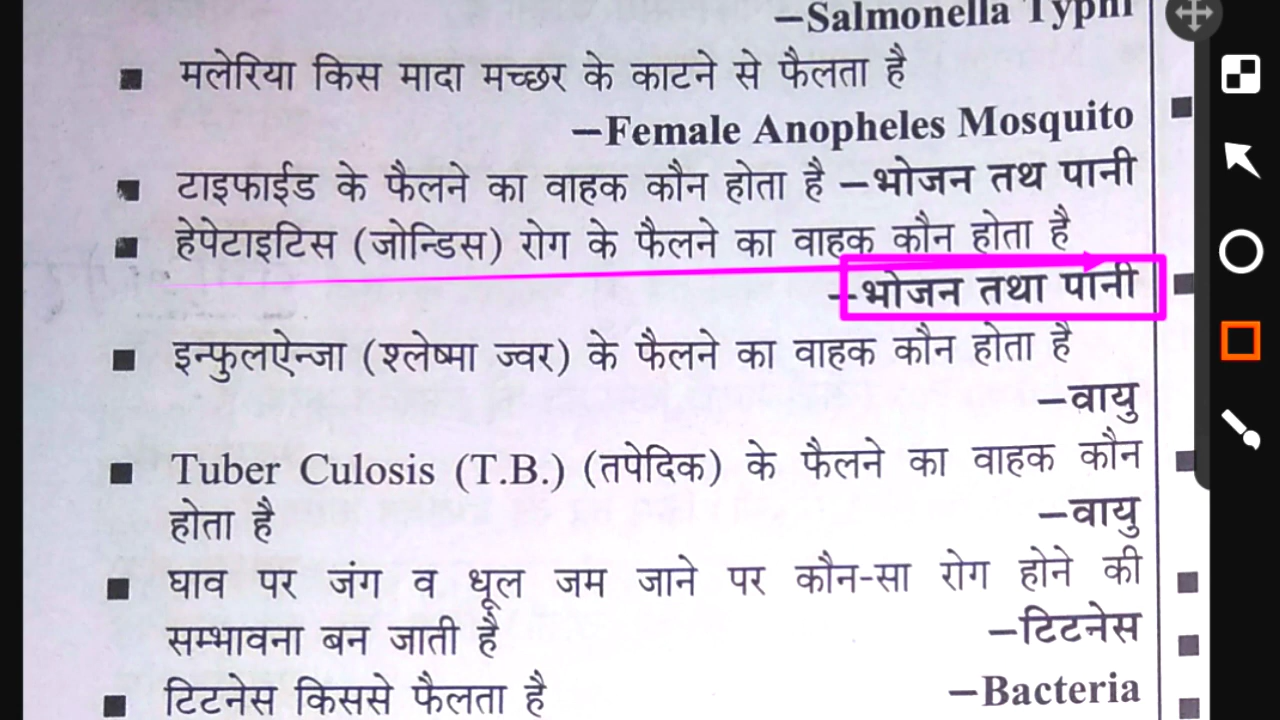 –Salmonella Typhi
■ मलेरिया किस मादा मच्छर के काटने से फैलता है
–Female Anopheles Mosquito
■ टाइफाईड के फैलने का वाहक कौन होता है –भोजन तथ पानी
■ हेपेटाइटिस (जोन्डिस) रोग के फैलने का वाहक कौन होता है
–भोजन तथा पानी
■ इन्फुलऐन्जा (श्लेष्मा ज्वर) के फैलने का वाहक कौन होता है
–वायु
■ Tuber Culosis (T.B.) (तपेदिक) के फैलने का वाहक कौन
होता है –वायु
■ घाव पर जंग व धूल जम जाने पर कौन-सा रोग होने की
सम्भावना बन जाती है –टिटनेस
■ टिटनेस किससे फैलता है –Bacteria